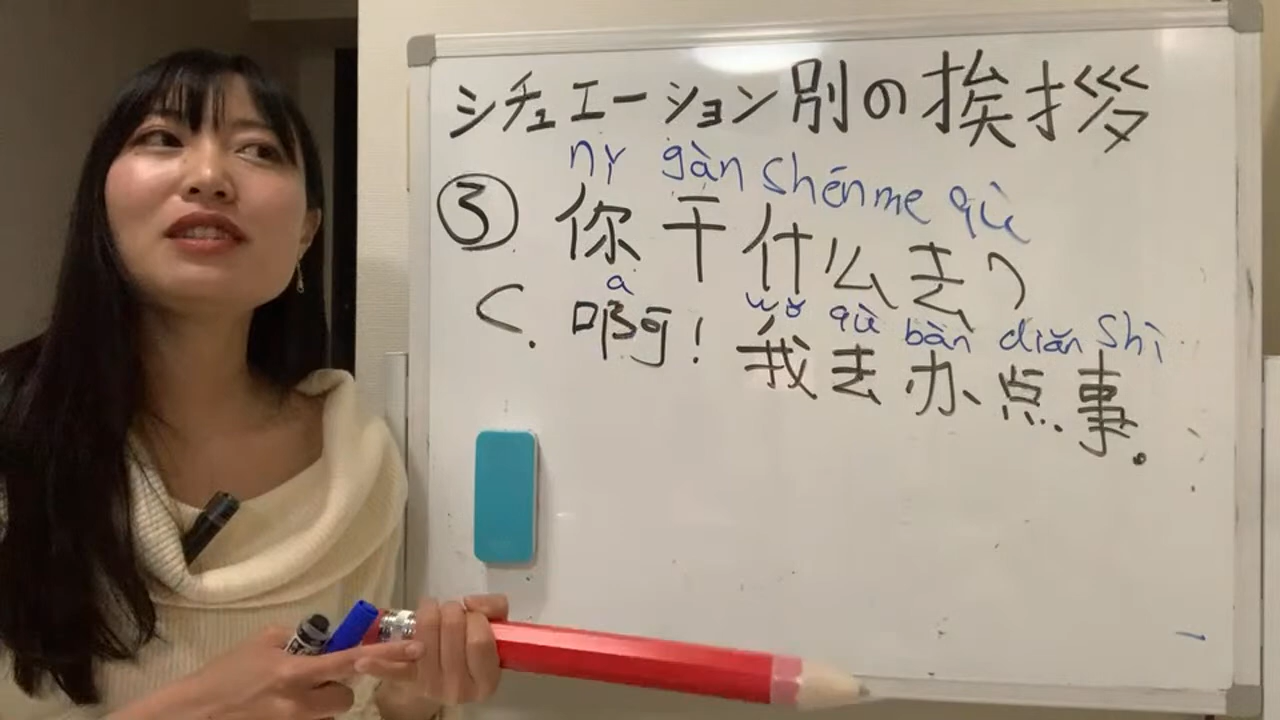 シチュエーション別の挨拶
nǐ gàn shénme qù
③ 你干什么去？
à wǒ qù bàn diǎn shì
啊！我去办点事。